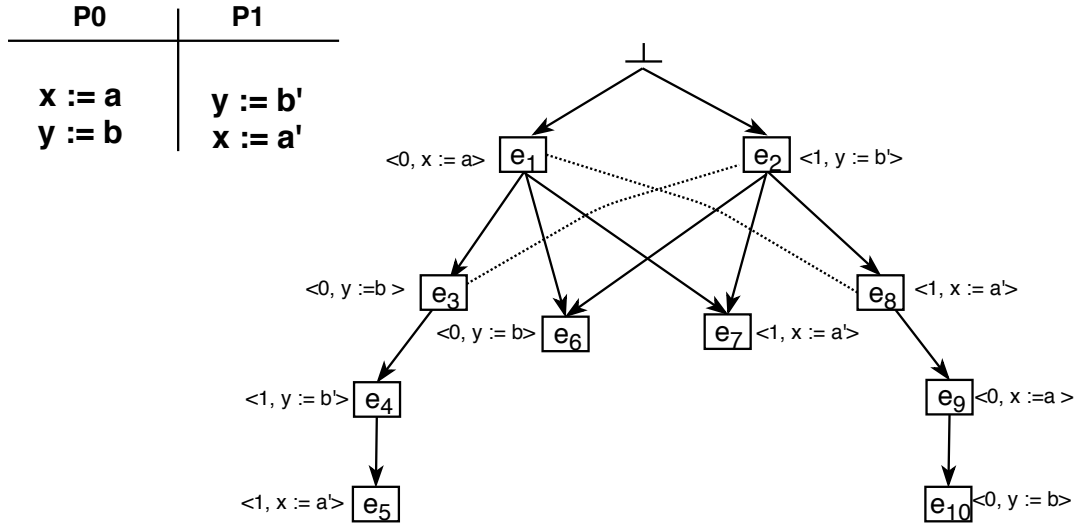 P0 P1
x := a y := b'
y := b x := a'
⊥
<0, x := a> e1 e2 <1, y := b'>
<0, y :=b > e3 e8 <1, x := a'>
<0, y := b> e6 e7 <1, x := a'>
<1, y := b'> e4 e9 <0, x :=a >
<1, x := a'> e5 e10 <0, y := b>